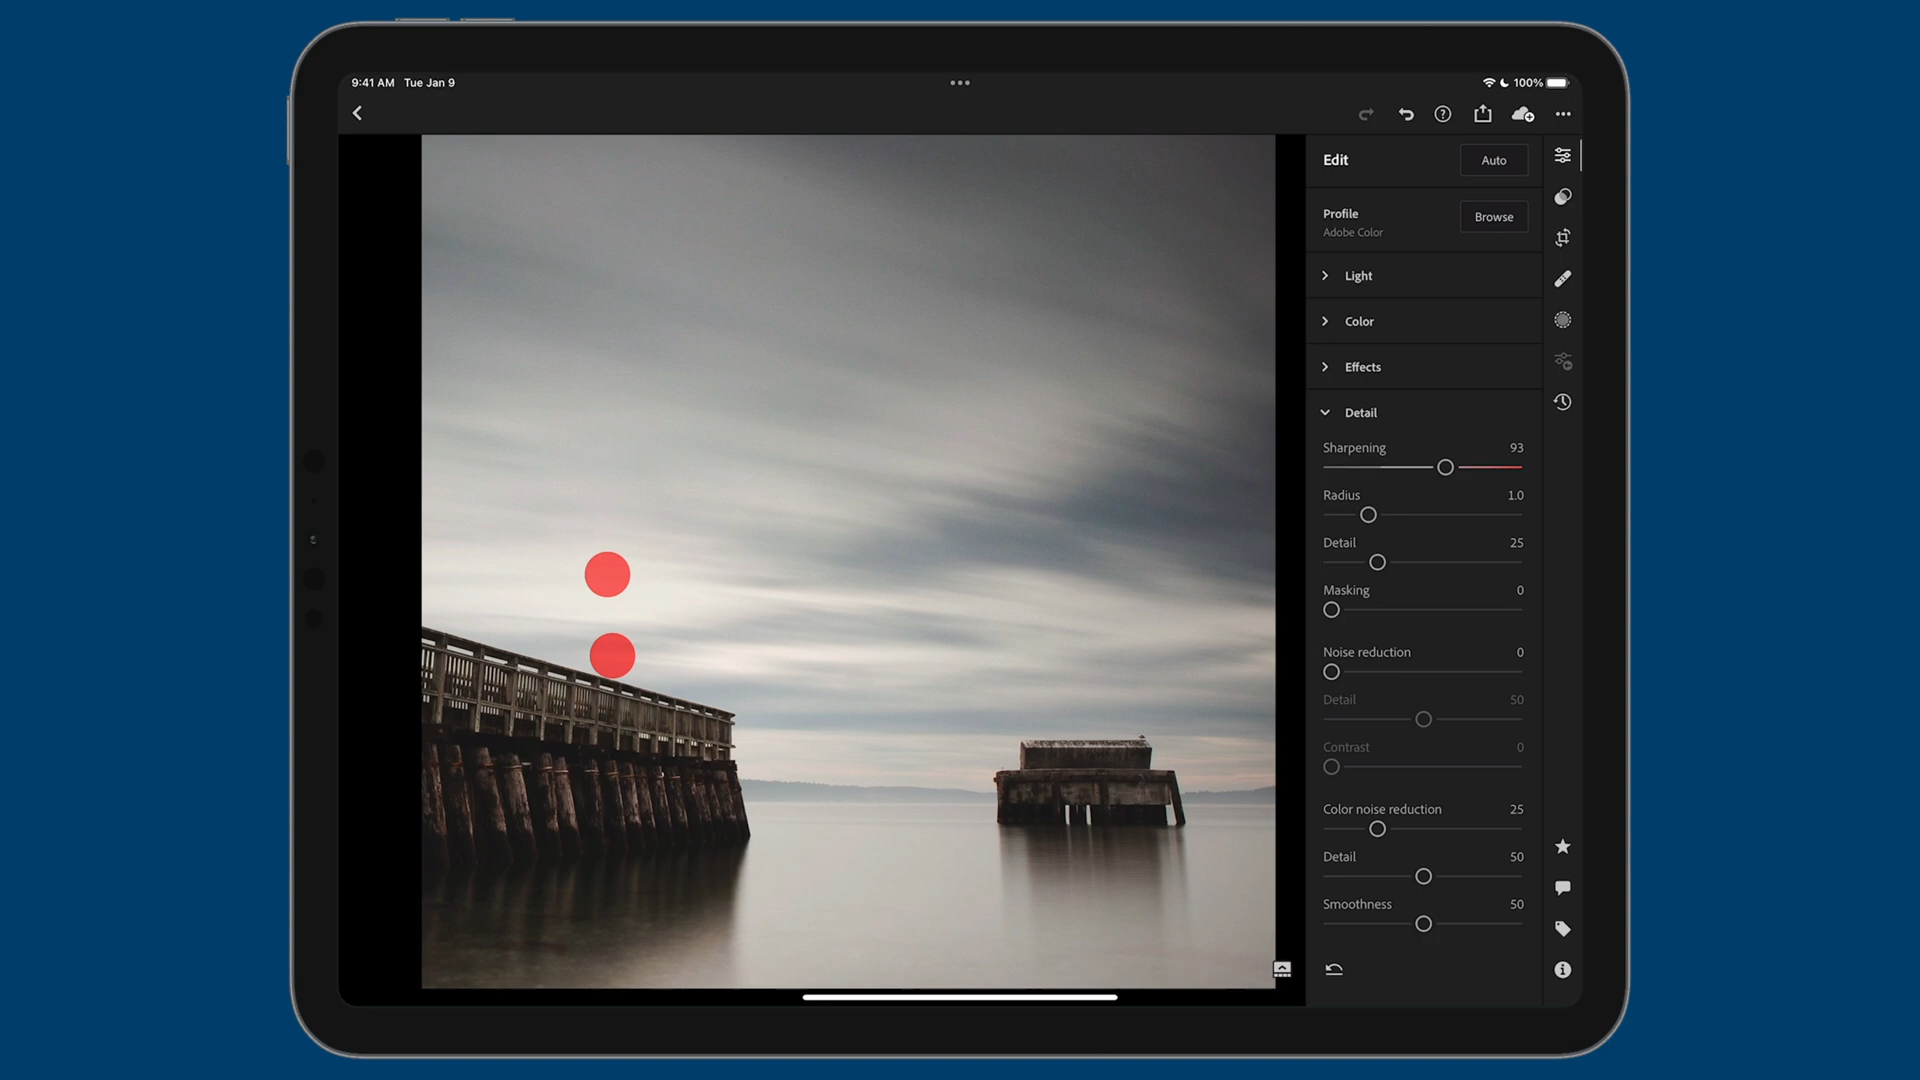 9:41 AM Tue Jan 9
100%
Edit
Auto
Profile
Adobe Color
Browse
Light
Color
Effects
Detail
Sharpening 93
Radius 1.0
Detail 25
Masking 0
Noise reduction 0
Detail 50
Contrast 0
Color noise reduction 25
Detail 50
Smoothness 50